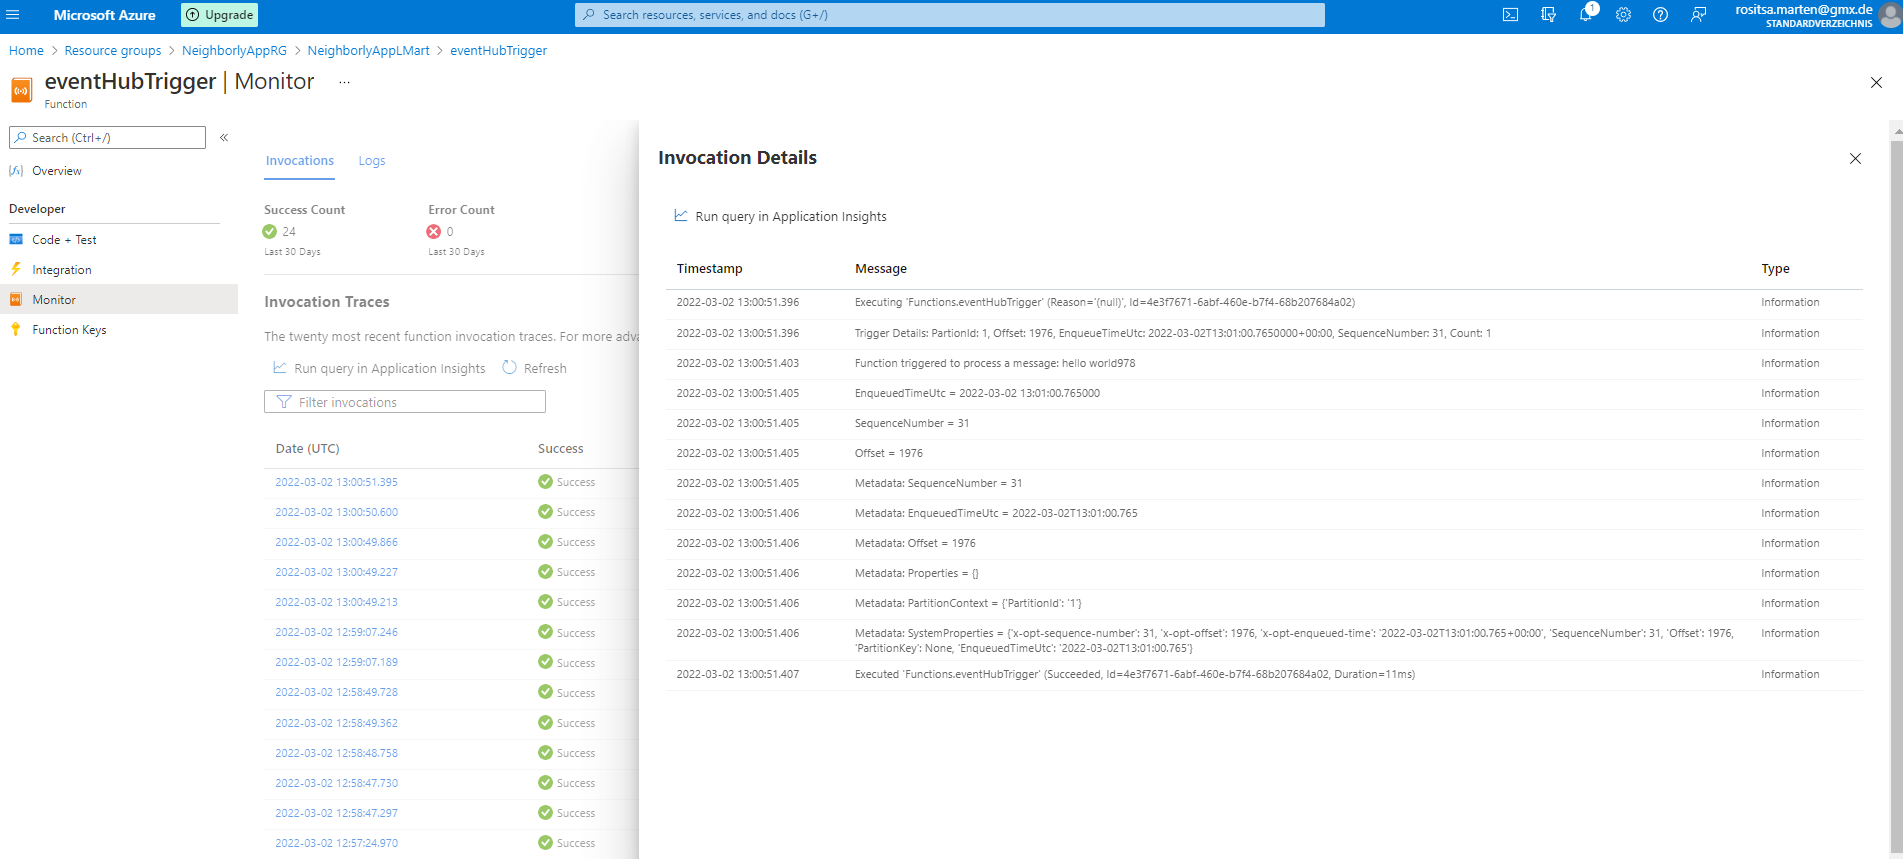 Microsoft Azure
Upgrade
Search resources, services, and docs (G+/)
1
rositsa.marten@gmx.de
STANDARDVERZEICHNIS
Home > Resource groups > NeighborlyAppRG > NeighborlyAppLMart > eventHubTrigger
eventHubTrigger | Monitor ...
Function
Search (Ctrl+/)
«
Overview
Developer
Code + Test
Integration
Monitor
Function Keys
Invocations Logs
Success Count Error Count
24 0
Last 30 Days Last 30 Days
Invocation Traces
The twenty most recent function invocation traces. For more adva
Run query in Application Insights Refresh
Filter invocations
Date (UTC) Success
2022-03-02 13:00:51.395 Success
2022-03-02 13:00:50.600 Success
2022-03-02 13:00:49.866 Success
2022-03-02 13:00:49.227 Success
2022-03-02 13:00:49.213 Success
2022-03-02 12:59:07.246 Success
2022-03-02 12:59:07.189 Success
2022-03-02 12:58:49.728 Success
2022-03-02 12:58:49.362 Success
2022-03-02 12:58:48.758 Success
2022-03-02 12:58:47.730 Success
2022-03-02 12:58:47.297 Success
2022-03-02 12:57:24.970 Success
Invocation Details
Run query in Application Insights
Timestamp Message Type
2022-03-02 13:00:51.396 Executing 'Functions.eventHubTrigger' (Reason='(null)', Id=4e3f7671-6abf-460e-b7f4-68b207684a02) Information
2022-03-02 13:00:51.396 Trigger Details: PartionId: 1, Offset: 1976, EnqueueTimeUtc: 2022-03-02T13:01:00.7650000+00:00, SequenceNumber: 31, Count: 1 Information
2022-03-02 13:00:51.403 Function triggered to process a message: hello world978 Information
2022-03-02 13:00:51.405 EnqueuedTimeUtc = 2022-03-02 13:01:00.765000 Information
2022-03-02 13:00:51.405 SequenceNumber = 31 Information
2022-03-02 13:00:51.405 Offset = 1976 Information
2022-03-02 13:00:51.405 Metadata: SequenceNumber = 31 Information
2022-03-02 13:00:51.406 Metadata: EnqueuedTimeUtc = 2022-03-02T13:01:00.765 Information
2022-03-02 13:00:51.406 Metadata: Offset = 1976 Information
2022-03-02 13:00:51.406 Metadata: Properties = {} Information
2022-03-02 13:00:51.406 Metadata: PartitionContext = {'PartitionId': '1'} Information
2022-03-02 13:00:51.406 Metadata: SystemProperties = {'x-opt-sequence-number': 31, 'x-opt-offset': 1976, 'x-opt-enqueued-time': '2022-03-02T13:01:00.765+00:00', 'SequenceNumber': 31, 'Offset': 1976, Information
'PartitionKey': None, 'EnqueuedTimeUtc': '2022-03-02T13:01:00.765'}
2022-03-02 13:00:51.407 Executed 'Functions.eventHubTrigger' (Succeeded, Id=4e3f7671-6abf-460e-b7f4-68b207684a02, Duration=11ms) Information